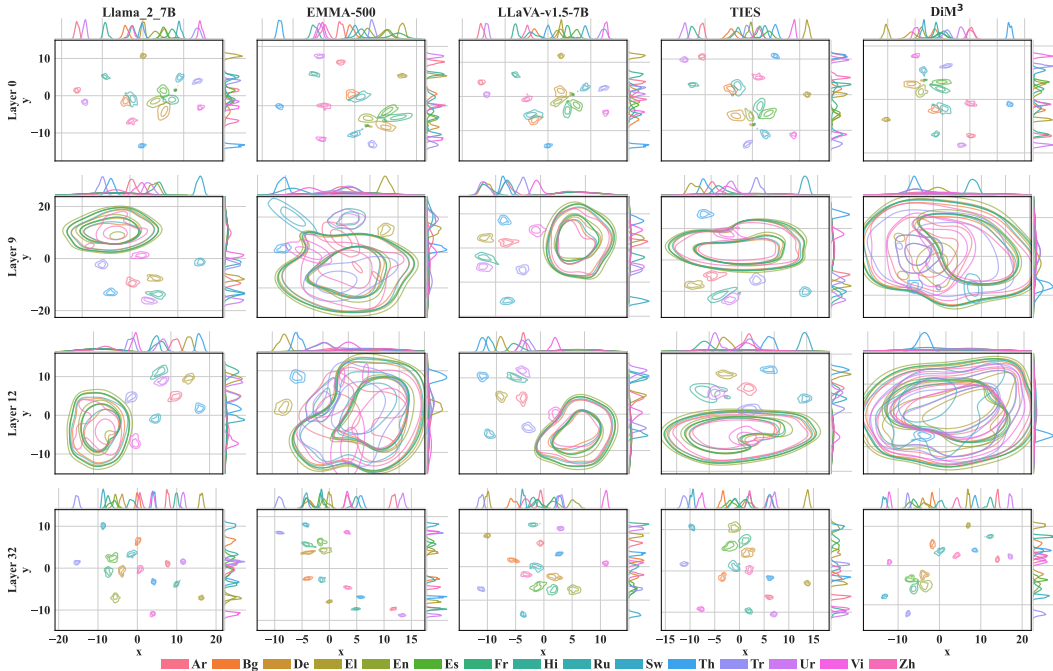 Llama_2_7B EMMA-500 LLaVA-v1.5-7B TIES DiM³
Layer 0
y
10
0
−10
Layer 9
y
20
0
−20
Layer 12
y
10
0
−10
Layer 32
y
10
0
−10
−20 −10 0 10 20
−10 −5 0 5 10 15
−10 −5 0 5 10
−15 −10 −5 0 5 10 15
−10 0 10 20
x x x x x
Ar Bg De El En Es Fr Hi Ru Sw Th Tr Ur Vi Zh